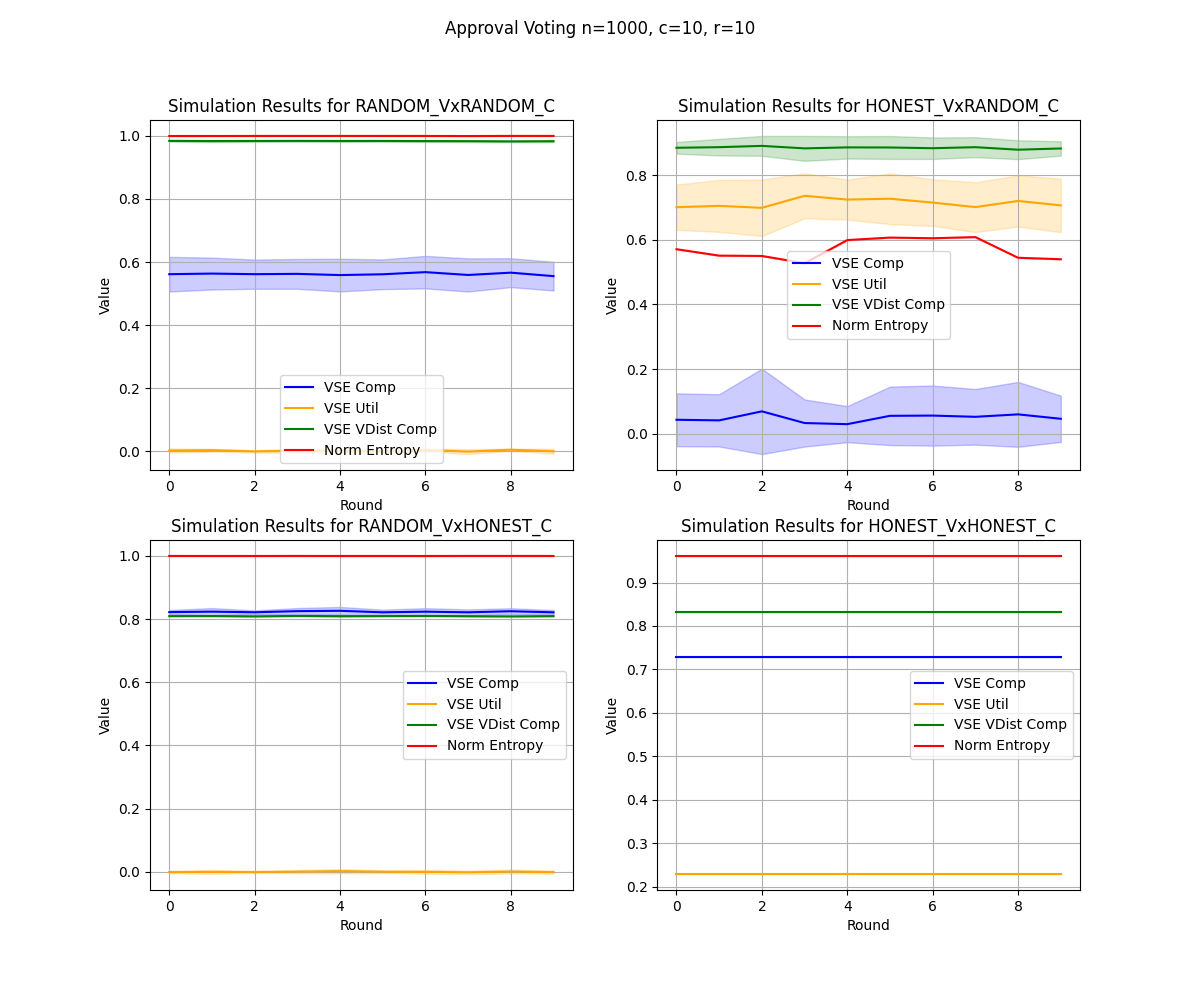 Approval Voting n=1000, c=10, r=10
Simulation Results for RANDOM_VxRANDOM_C
1.0
0.8
0.6
0.4
0.2
0.0
Value
VSE Comp
VSE Util
VSE VDist Comp
Norm Entropy
0 2 4 6 8
Round
Simulation Results for HONEST_VxRANDOM_C
0.8
0.6
0.4
0.2
0.0
Value
VSE Comp
VSE Util
VSE VDist Comp
Norm Entropy
0 2 4 6 8
Round
Simulation Results for RANDOM_VxHONEST_C
1.0
0.8
0.6
0.4
0.2
0.0
Value
VSE Comp
VSE Util
VSE VDist Comp
Norm Entropy
0 2 4 6 8
Round
Simulation Results for HONEST_VxHONEST_C
0.9
0.8
0.7
0.6
0.5
0.4
0.3
0.2
Value
VSE Comp
VSE Util
VSE VDist Comp
Norm Entropy
0 2 4 6 8
Round